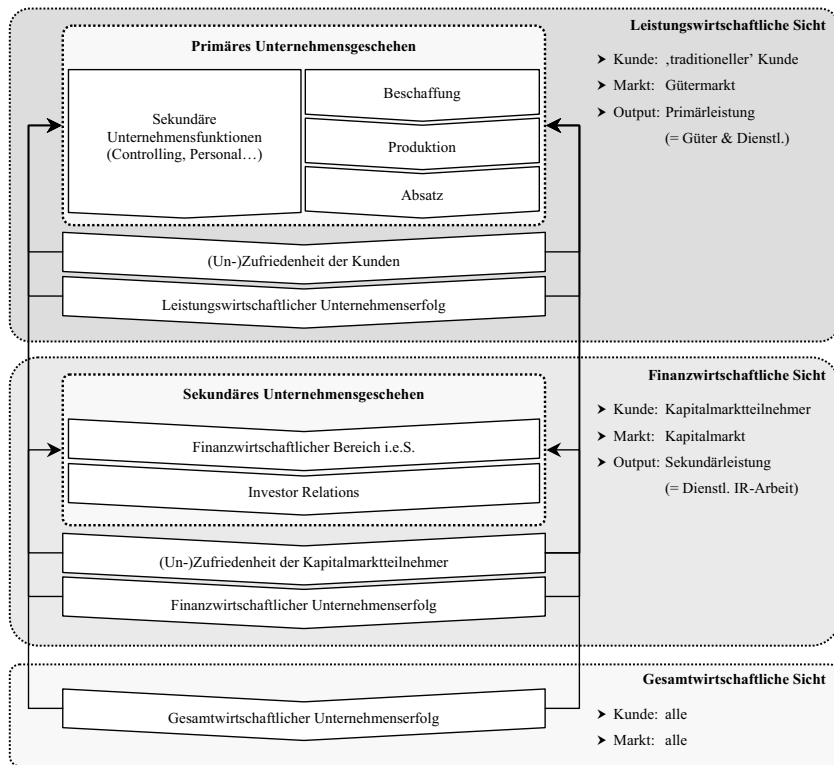 Leistungswirtschaftliche Sicht
Primäres Unternehmensgeschehen
➤ Kunde: ‚traditioneller’ Kunde
➤ Markt: Gütermarkt
➤ Output: Primärleistung
(= Güter & Dienstl.)
Sekundäre
Unternehmensfunktionen
(Controlling, Personal…)
Beschaffung
Produktion
Absatz
(Un-)Zufriedenheit der Kunden
Leistungswirtschaftlicher Unternehmenserfolg
Finanzwirtschaftliche Sicht
Sekundäres Unternehmensgeschehen
➤ Kunde: Kapitalmarktteilnehmer
➤ Markt: Kapitalmarkt
➤ Output: Sekundärleistung
(= Dienstl. IR-Arbeit)
Finanzwirtschaftlicher Bereich i.e.S.
Investor Relations
(Un-)Zufriedenheit der Kapitalmarktteilnehmer
Finanzwirtschaftlicher Unternehmenserfolg
Gesamtwirtschaftliche Sicht
➤ Kunde: alle
➤ Markt: alle
Gesamtwirtschaftlicher Unternehmenserfolg